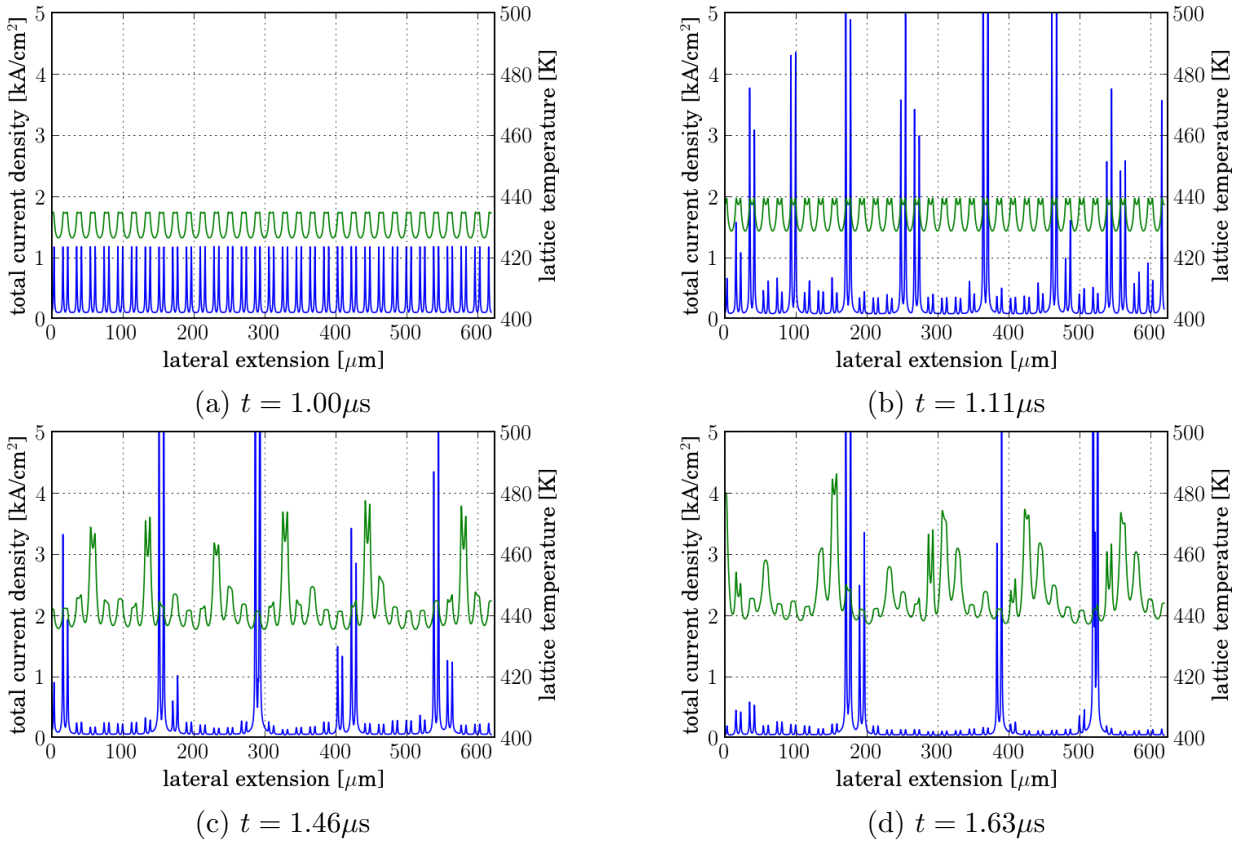 total current density [kA/cm²]
5
4
3
2
1
0
500
480
460
440
420
400
lattice temperature [K]
0 100 200 300 400 500 600
lateral extension [μm]
(a) t = 1.00μs
total current density [kA/cm²]
5
4
3
2
1
0
500
480
460
440
420
400
lattice temperature [K]
0 100 200 300 400 500 600
lateral extension [μm]
(b) t = 1.11μs
total current density [kA/cm²]
5
4
3
2
1
0
500
480
460
440
420
400
lattice temperature [K]
0 100 200 300 400 500 600
lateral extension [μm]
(c) t = 1.46μs
total current density [kA/cm²]
5
4
3
2
1
0
500
480
460
440
420
400
lattice temperature [K]
0 100 200 300 400 500 600
lateral extension [μm]
(d) t = 1.63μs